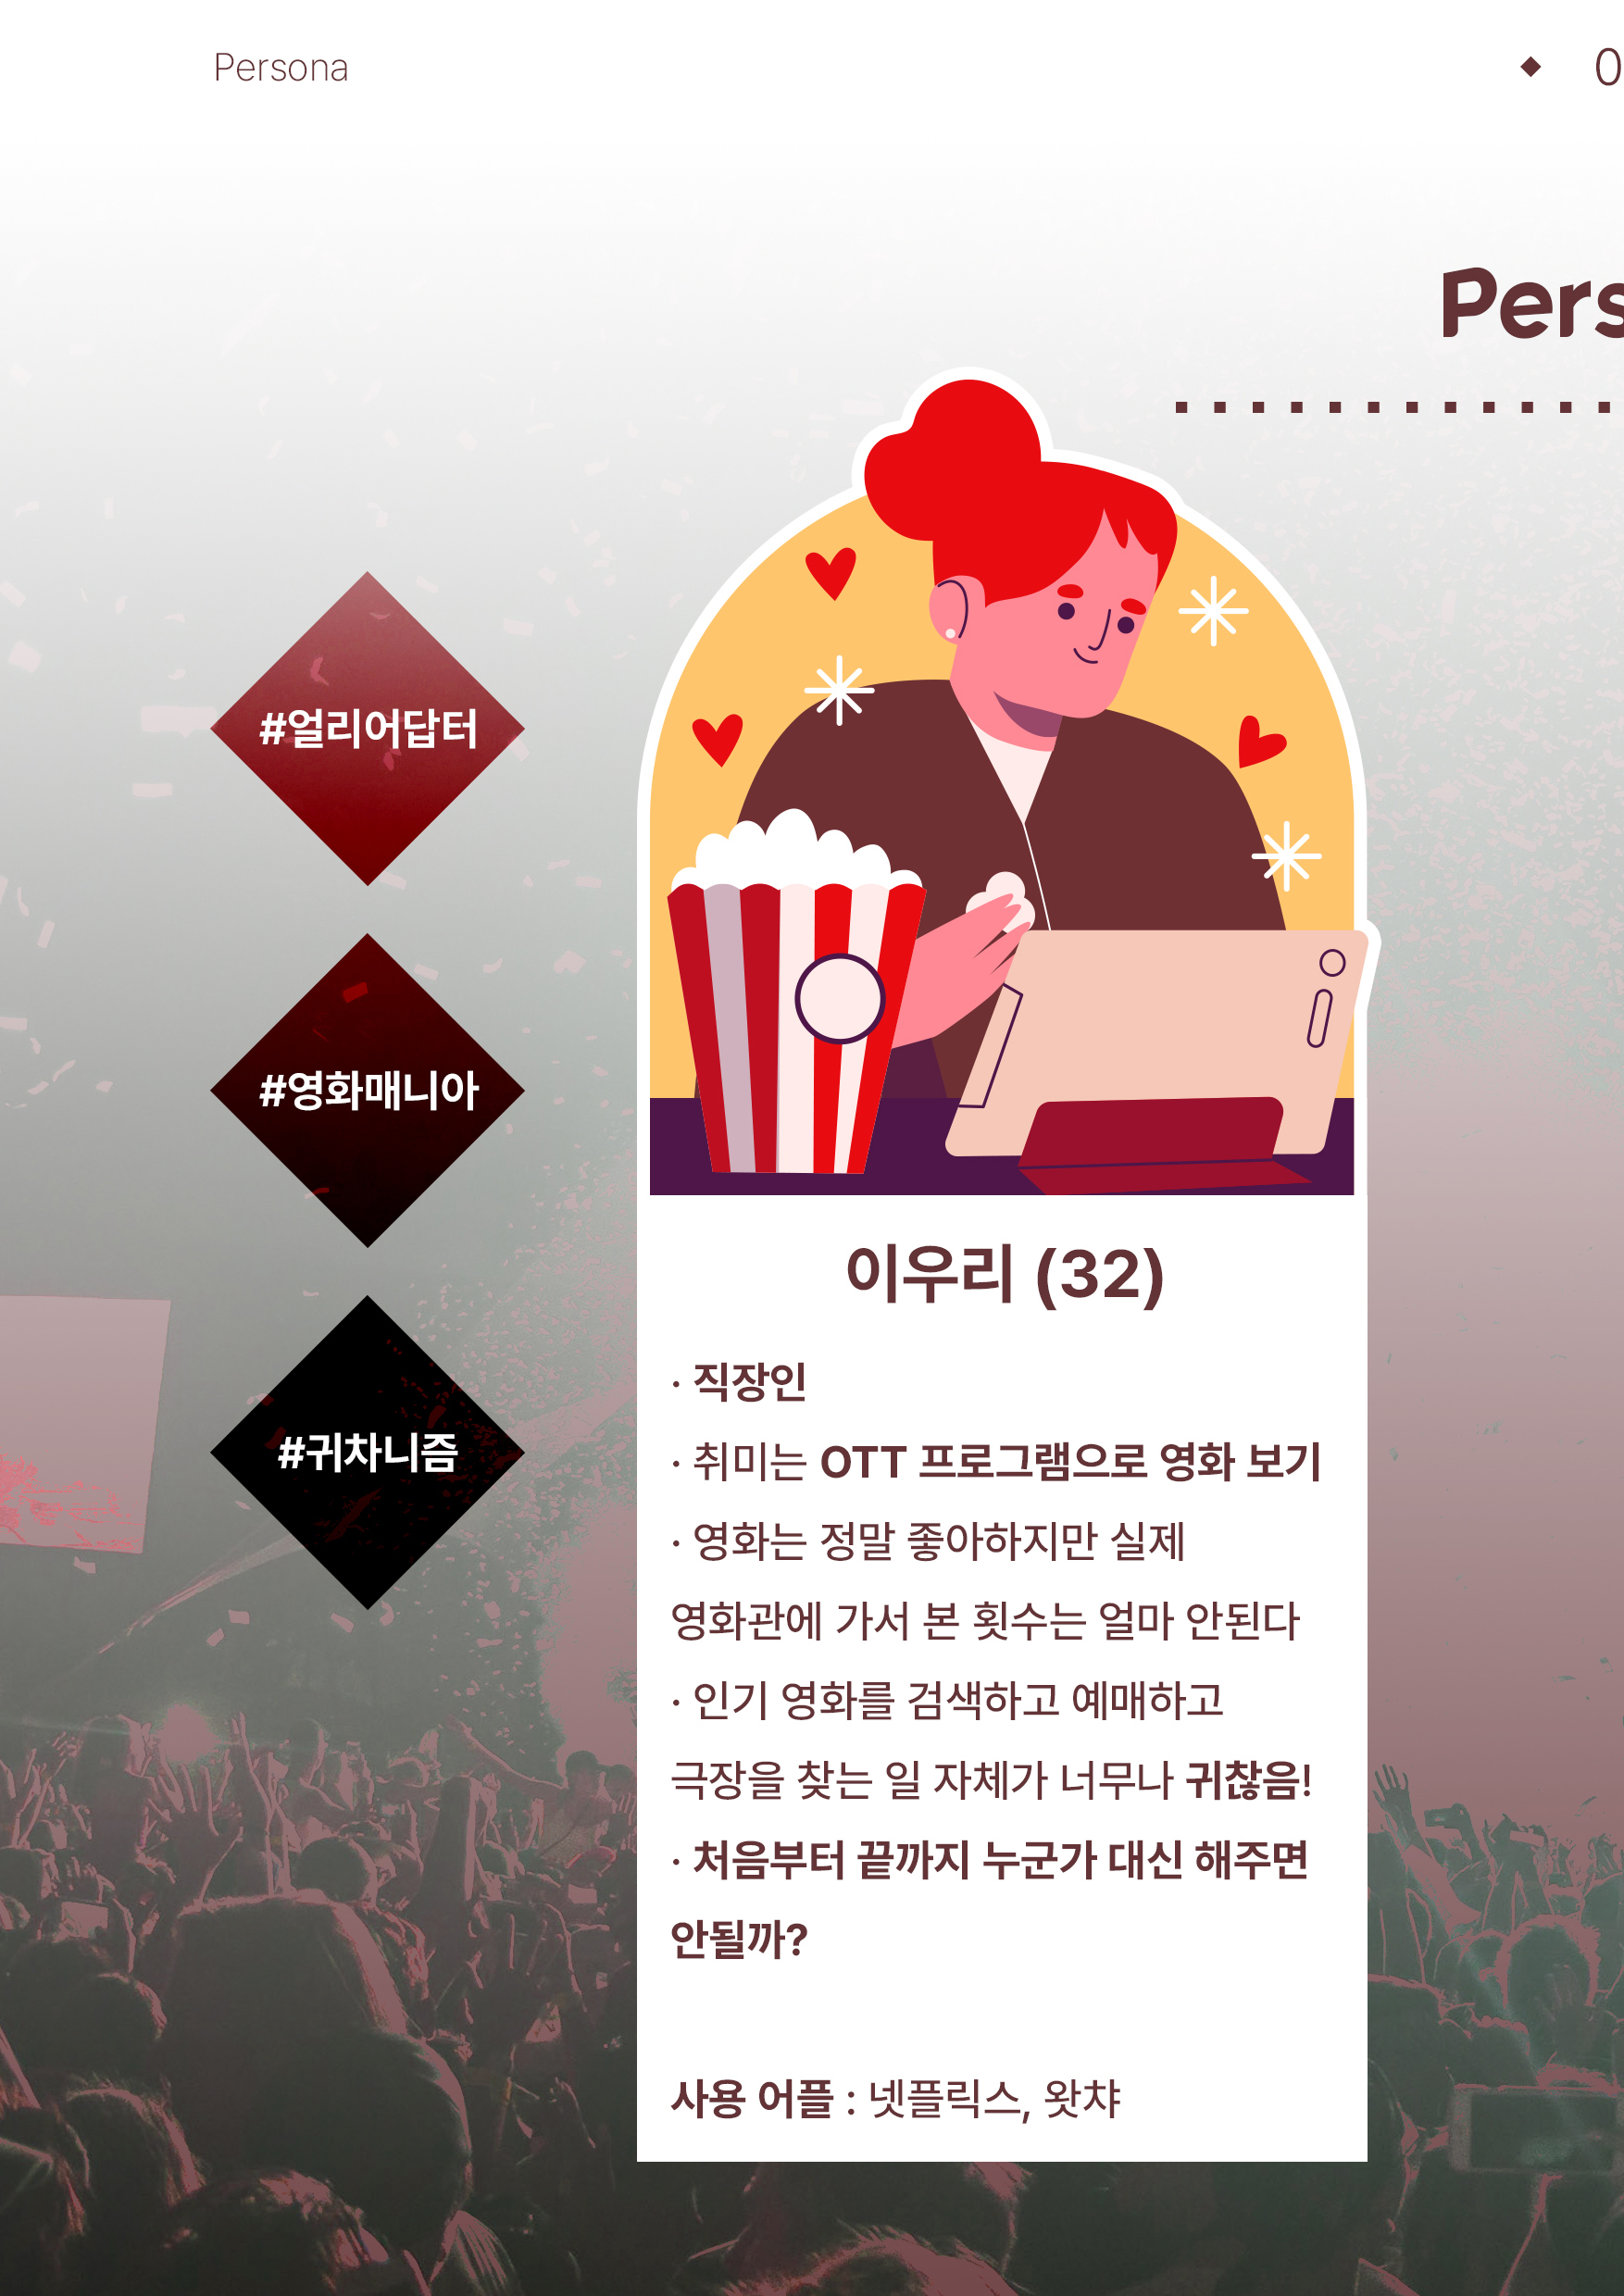 Persona
이우리 (32)
#얼리어답터
#영화매니아
#귀차니즘
· 직장인
· 취미는 OTT 프로그램으로 영화 보기
· 영화는 정말 좋아하지만 실제
영화관에 가서 본 횟수는 얼마 안된다
· 인기 영화를 검색하고 예매하고
극장을 찾는 일 자체가 너무나 귀찮음!
· 처음부터 끝까지 누군가 대신 해주면
안될까?
사용 어플 : 넷플릭스, 왓챠